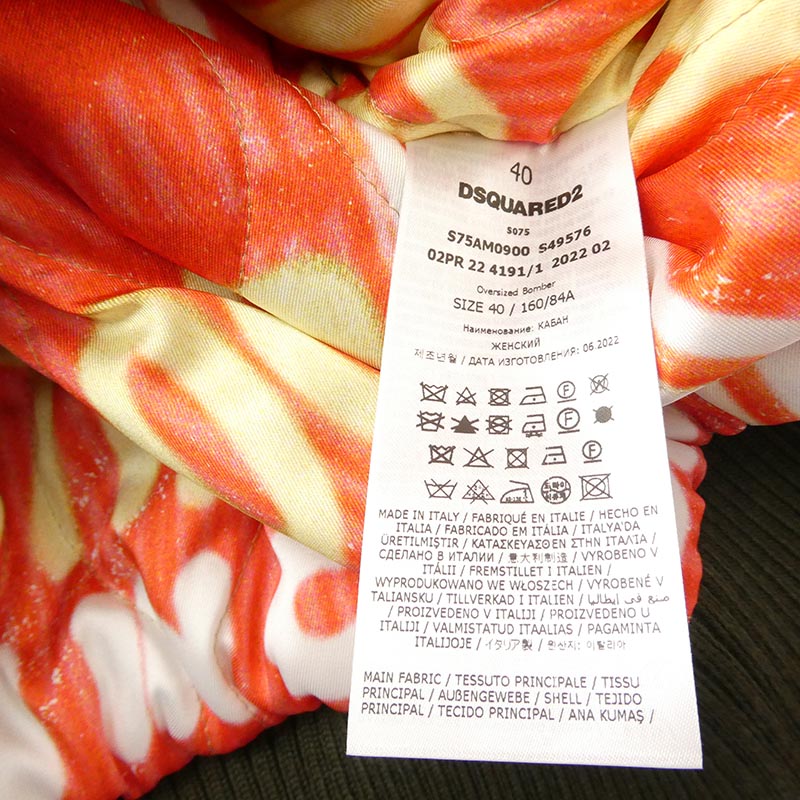 40
DSQUARED2
S075
S75AM0900 S49576
02PR 22 4191/1 2022 02
Oversized Bomber
SIZE 40 / 160/84A
Наименование: КАБАН
ЖЕНСКИЙ
제조년월 / ДАТА ИЗГОТОВЛЕНИЯ: 06.2022
MADE IN ITALY / FABRIQUÉ EN ITALIE / HECHO EN
ITALIA / FABRICADO EM ITÁLIA / ITALYA'DA
ÜRETILMIŞTIR / ΚΑΤΑΣΚΕΥΑΣΘΕΝ ΣΤΗΝ ΙΤΑΛΙΑ /
СДЕЛАНО В ИТАЛИИ / 意大利制造 / VYROBENO V
ITÁLII / FREMSTILLET I ITALIEN /
WYPRODUKOWANO WE WŁOSZECH / VYROBENÉ V
TALIANSKU / TILLVERKAD I ITALIEN / صنع في إيطاليا
/ PROIZVEDENO V ITALIJI / PROIZVEDENO U
ITALIJI / VALMISTATUD ITAALIAS / PAGAMINTA
ITALIJOJE / イタリア製 / 원산지: 이탈리아
MAIN FABRIC / TESSUTO PRINCIPALE / TISSU
PRINCIPAL / AUßENGEWEBE / SHELL / TEJIDO
PRINCIPAL / TECIDO PRINCIPAL / ANA KUMAŞ /